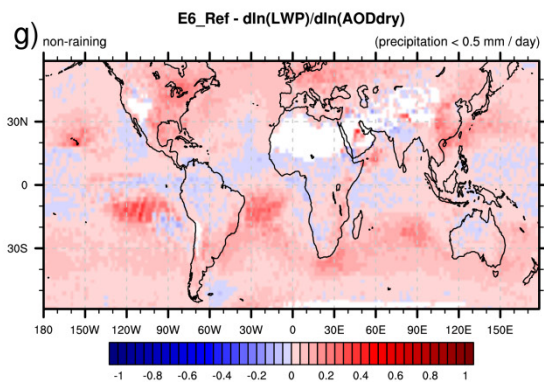 E6_Ref - dln(LWP)/dln(AODdry)
g) non-raining (precipitation < 0.5 mm / day)
30N
0
30S
180 150W 120W 90W 60W 30W 0 30E 60E 90E 120E 150E
-1 -0.8 -0.6 -0.4 -0.2 0 0.2 0.4 0.6 0.8 1